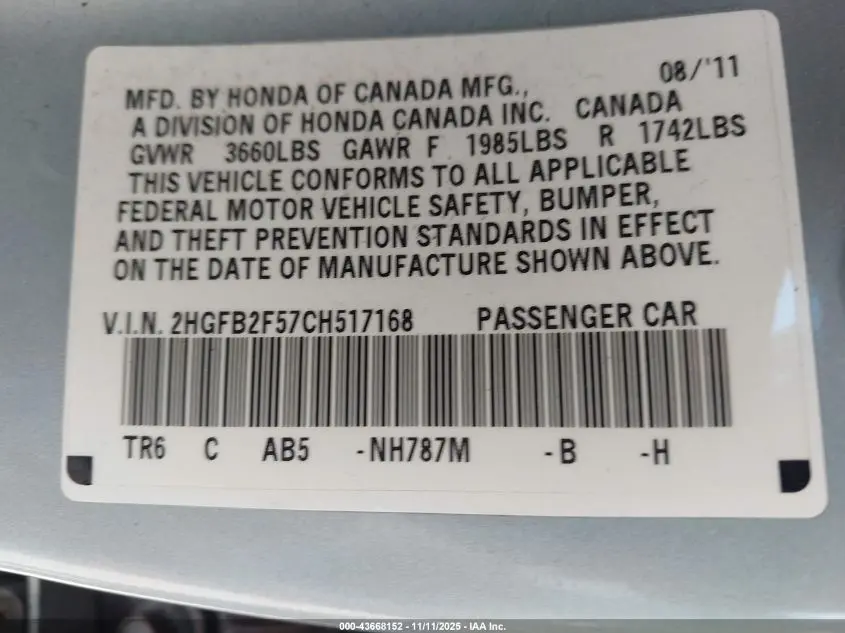 08/'11
MFD. BY HONDA OF CANADA MFG.,
A DIVISION OF HONDA CANADA INC. CANADA
GVWR 3660LBS GAWR F 1985LBS R 1742LBS
THIS VEHICLE CONFORMS TO ALL APPLICABLE
FEDERAL MOTOR VEHICLE SAFETY, BUMPER,
AND THEFT PREVENTION STANDARDS IN EFFECT
ON THE DATE OF MANUFACTURE SHOWN ABOVE.
V.I.N. 2HGFB2F57CH517168 PASSENGER CAR
TR6 C AB5 -NH787M -B -H
000-43668152 - 11/11/2025 - IAA Inc.